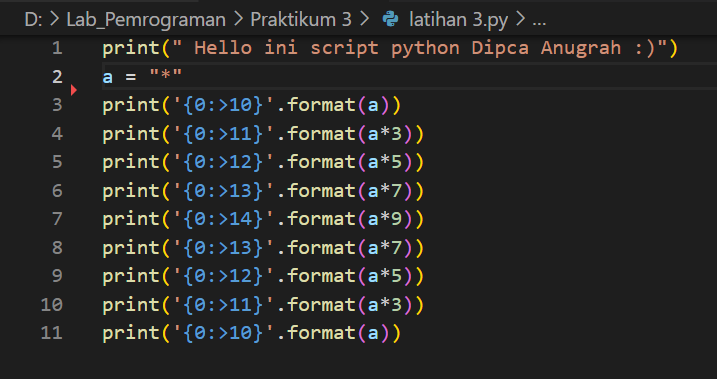 D: > Lab_Pemrograman > Praktikum 3 > latihan 3.py > ...
1 print(" Hello ini script python Dipca Anugrah :)")
2 a = "*"
3 print('{0:>10}'.format(a))
4 print('{0:>11}'.format(a*3))
5 print('{0:>12}'.format(a*5))
6 print('{0:>13}'.format(a*7))
7 print('{0:>14}'.format(a*9))
8 print('{0:>13}'.format(a*7))
9 print('{0:>12}'.format(a*5))
10 print('{0:>11}'.format(a*3))
11 print('{0:>10}'.format(a))